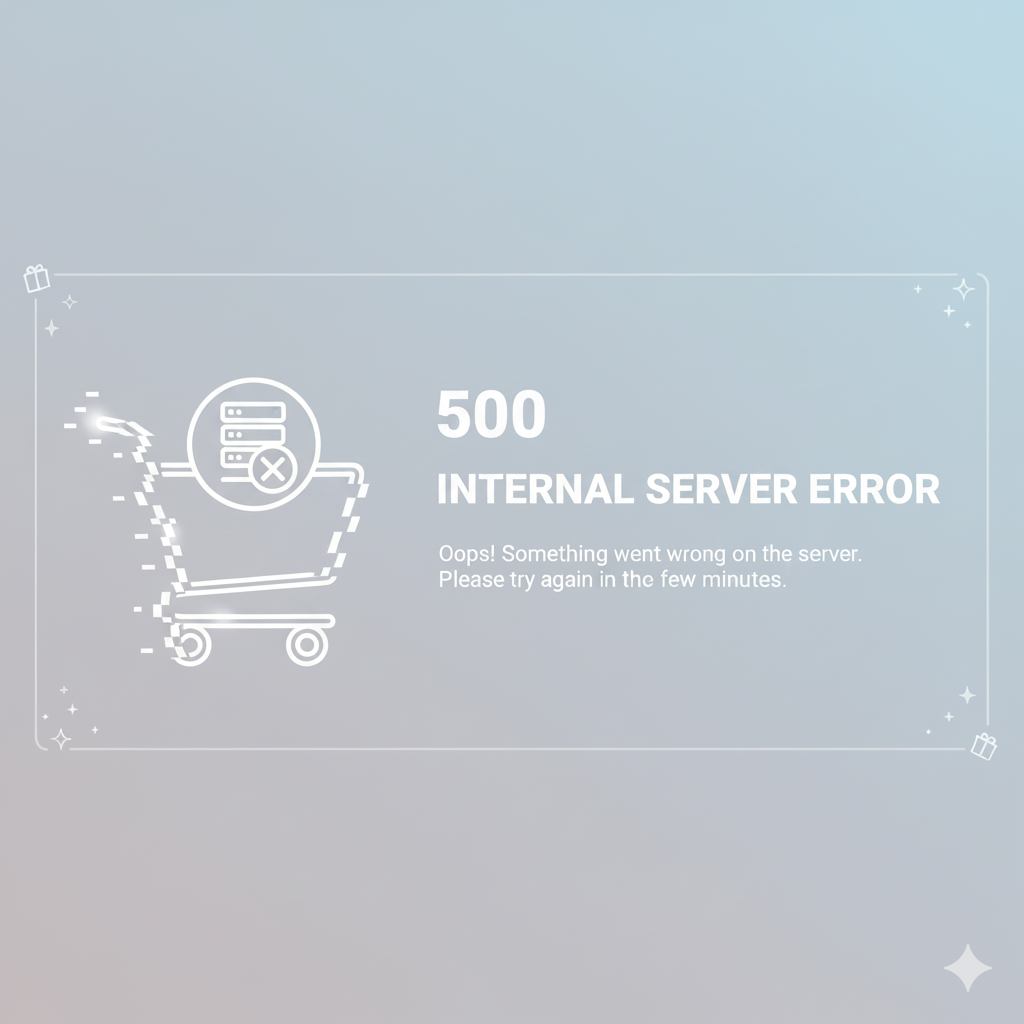 500
INTERNAL SERVER ERROR
Oops! Something went wrong on the server.
Please try again in the few minutes.